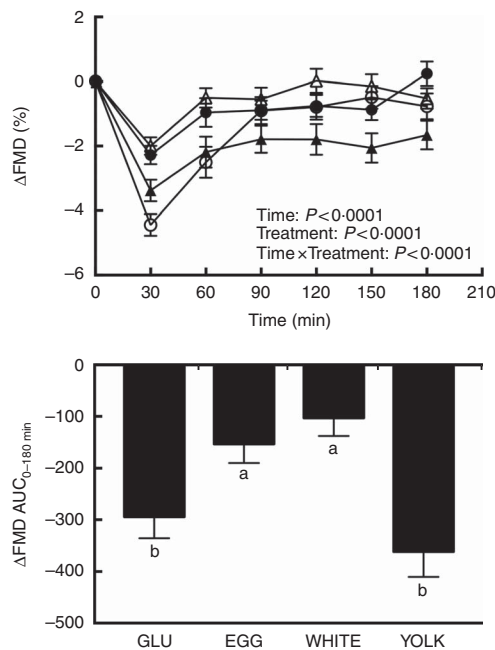 2
0
−2
−4
−6
ΔFMD (%)
Time: P<0·0001
Treatment: P<0·0001
Time×Treatment: P<0·0001
0 30 60 90 120 150 180 210
Time (min)
0
−100
−200
−300
−400
−500
ΔFMD AUC0–180 min
b
a
a
b
GLU EGG WHITE YOLK